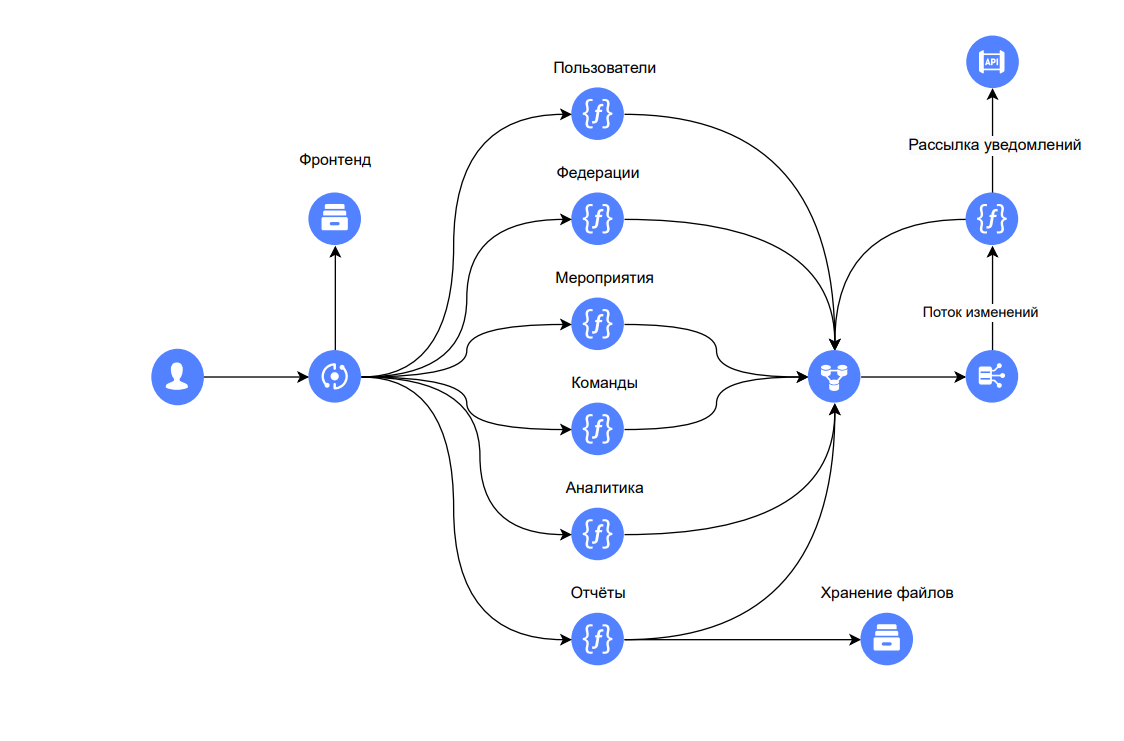 Пользователи
API
Рассылка уведомлений
Фронтенд
Федерации
{ƒ}
{ƒ}
{ƒ}
Мероприятия
Поток изменений
{ƒ}
Команды
{ƒ}
Аналитика
{ƒ}
Отчёты
Хранение файлов
{ƒ}